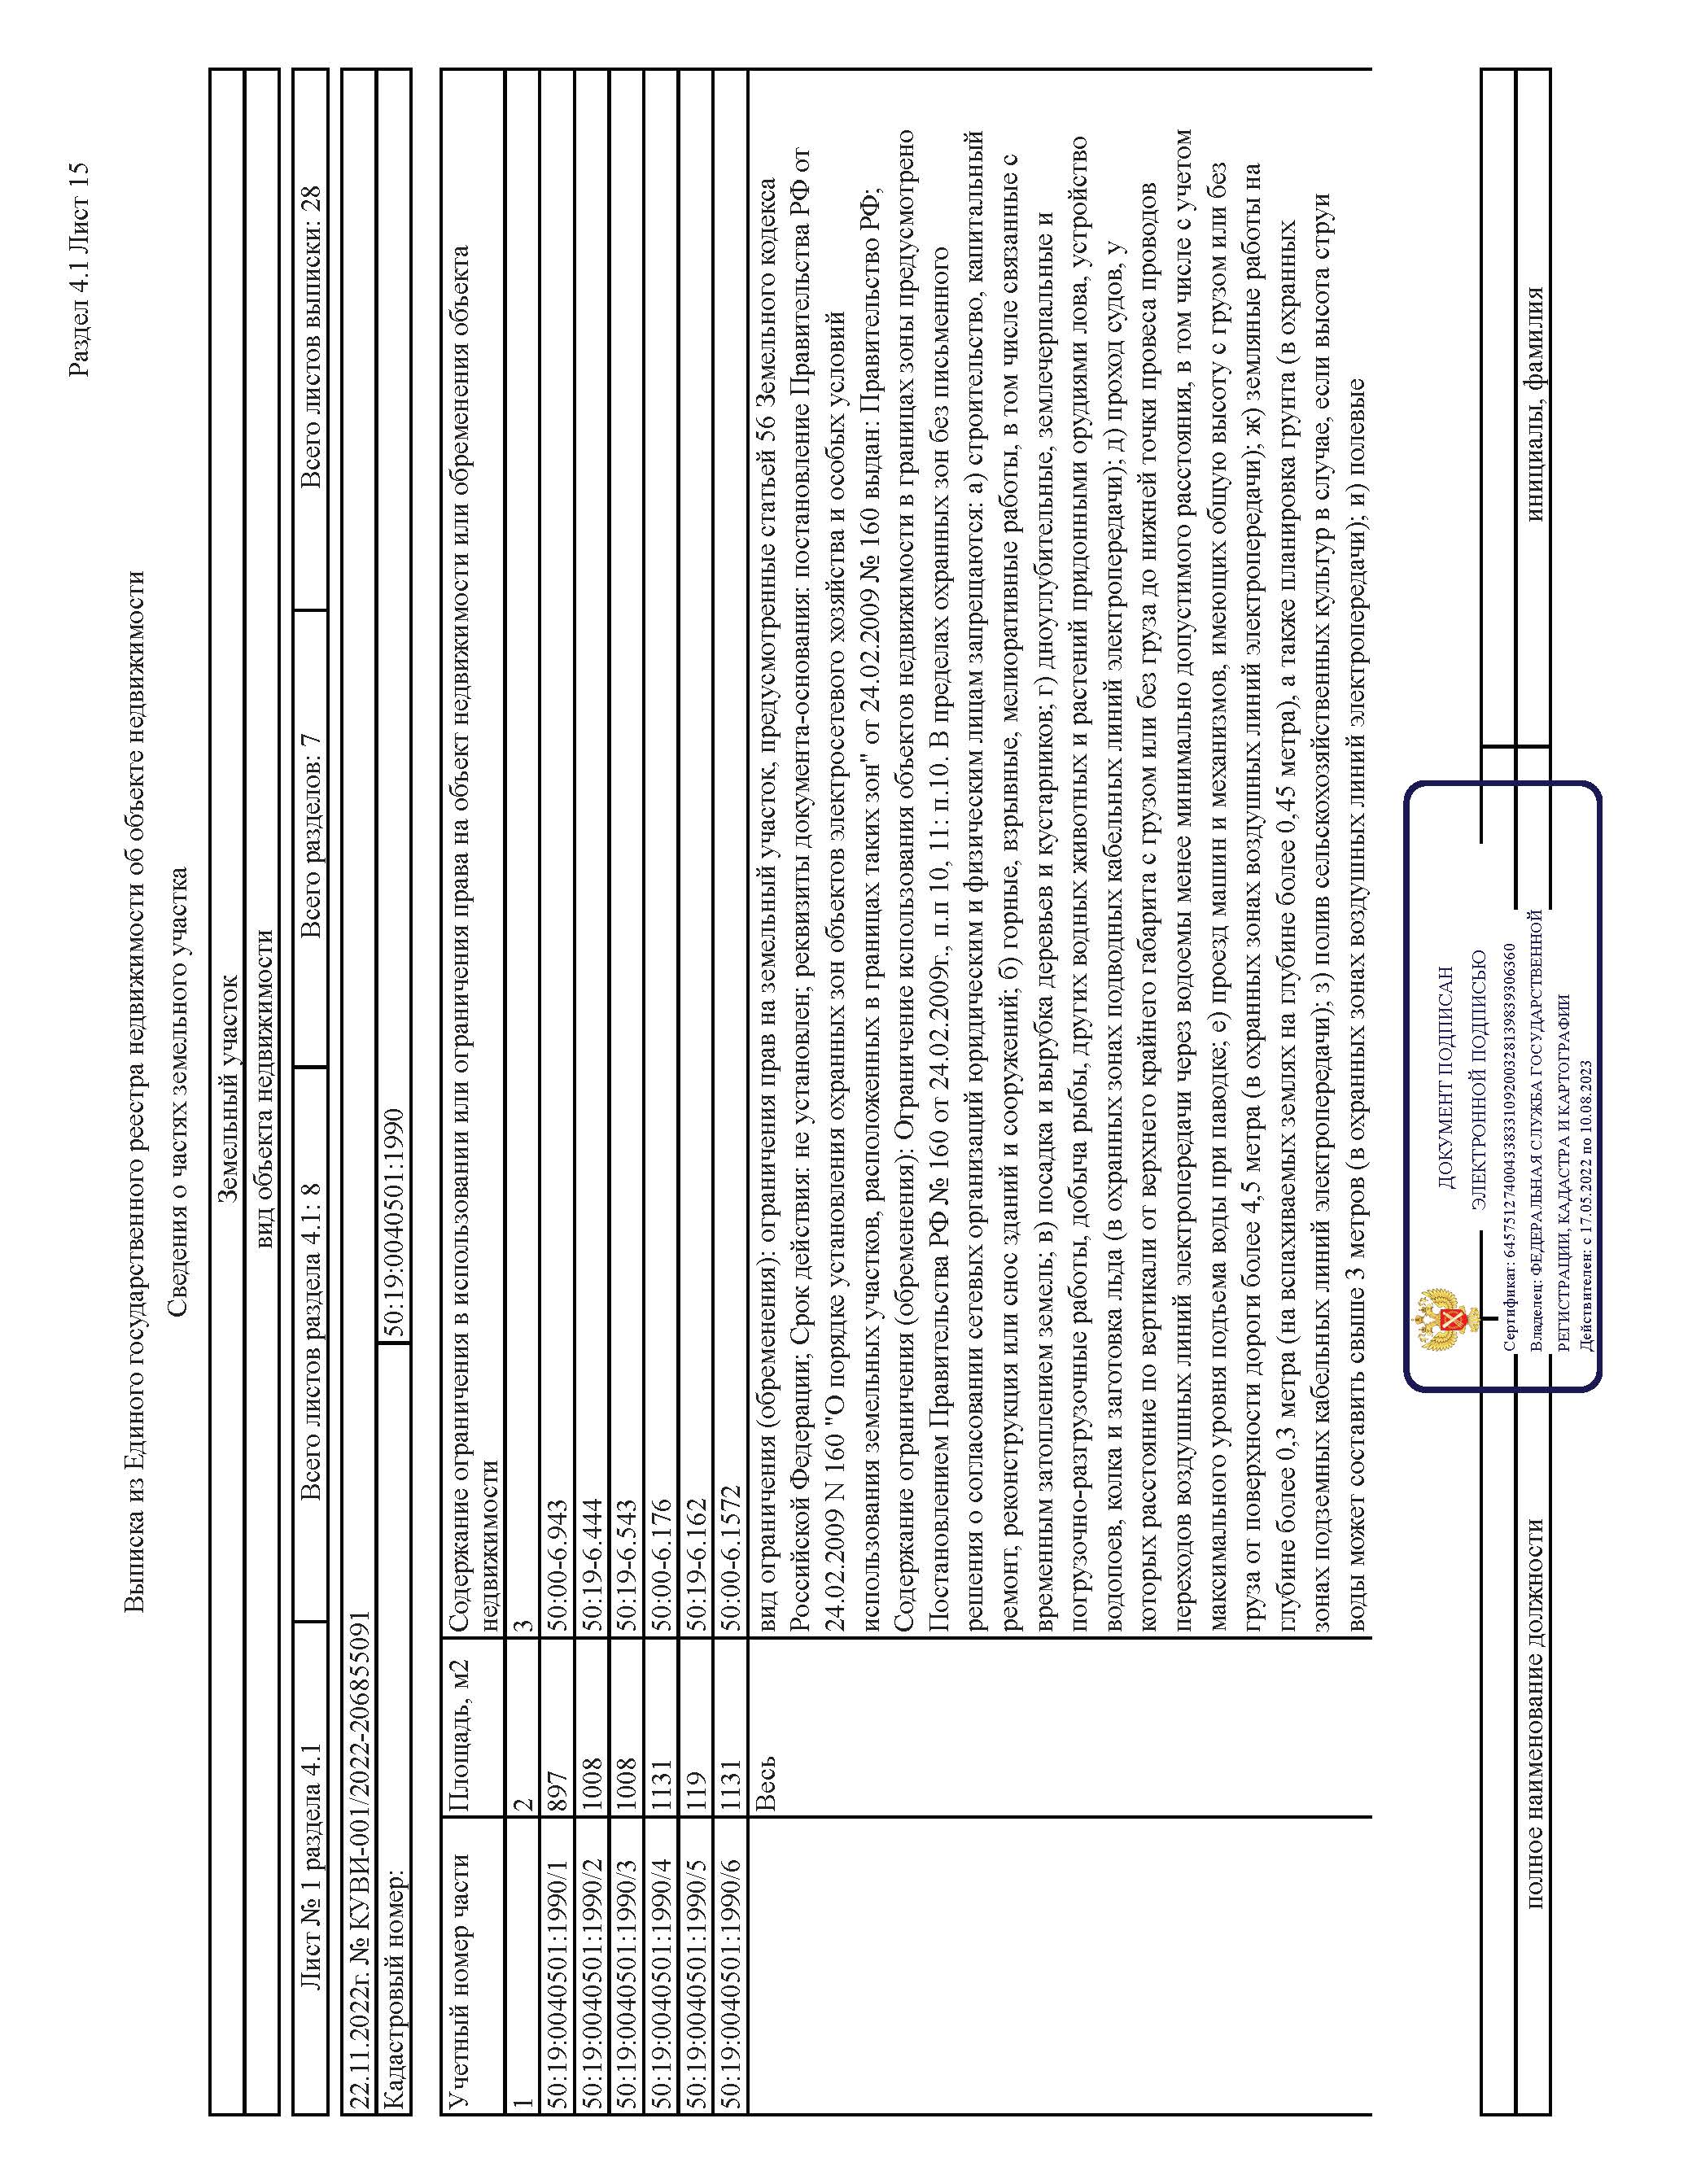 Раздел 4.1 Лист 15
Выписка из Единого государственного реестра недвижимости об объекте недвижимости
Сведения о частях земельного участка
Земельный участок
вид объекта недвижимости
Лист № 1 раздела 4.1 Всего листов раздела 4.1: 8 Всего разделов: 7 Всего листов выписки: 28
22.11.2022г. № КУВИ-001/2022-206855091
Кадастровый номер: 50:19:0040501:1990
Учетный номер части Площадь, м2 Содержание ограничения в использовании или ограничения права на объект недвижимости или обременения объекта
недвижимости
1 2 3
50:19:0040501:1990/1 897 50:00-6.943
50:19:0040501:1990/2 1008 50:19-6.444
50:19:0040501:1990/3 1008 50:19-6.543
50:19:0040501:1990/4 1131 50:00-6.176
50:19:0040501:1990/5 119 50:19-6.162
50:19:0040501:1990/6 1131 50:00-6.1572
Весь вид ограничения (обременения): ограничения прав на земельный участок, предусмотренные статьей 56 Земельного кодекса
Российской Федерации; Срок действия: не установлен; реквизиты документа-основания: постановление Правительства РФ от
24.02.2009 N 160 "О порядке установления охранных зон объектов электросетевого хозяйства и особых условий
использования земельных участков, расположенных в границах таких зон" от 24.02.2009 № 160 выдан: Правительство РФ;
Содержание ограничения (обременения): Ограничение использования объектов недвижимости в границах зоны предусмотрено
Постановлением Правительства РФ № 160 от 24.02.2009г., п.п 10, 11: п.10. В пределах охранных зон без письменного
решения о согласовании сетевых организаций юридическим и физическим лицам запрещаются: а) строительство, капитальный
ремонт, реконструкция или снос зданий и сооружений; б) горные, взрывные, мелиоративные работы, в том числе связанные с
временным затоплением земель; в) посадка и вырубка деревьев и кустарников; г) дноуглубительные, землечерпальные и
погрузочно-разгрузочные работы, добыча рыбы, других водных животных и растений придонными орудиями лова, устройство
водопоев, колка и заготовка льда (в охранных зонах подводных кабельных линий электропередачи); д) проход судов, у
которых расстояние по вертикали от верхнего крайнего габарита с грузом или без груза до нижней точки провеса проводов
переходов воздушных линий электропередачи через водоемы менее минимально допустимого расстояния, в том числе с учетом
максимального уровня подъема воды при паводке; е) проезд машин и механизмов, имеющих общую высоту с грузом или без
груза от поверхности дороги более 4,5 метра (в охранных зонах воздушных линий электропередачи); ж) земляные работы на
глубине более 0,3 метра (на вспахиваемых землях на глубине более 0,45 метра), а также планировка грунта (в охранных
зонах подземных кабельных линий электропередачи); з) полив сельскохозяйственных культур в случае, если высота струи
воды может составить свыше 3 метров (в охранных зонах воздушных линий электропередачи); и) полевые
ДОКУМЕНТ ПОДПИСАН
ЭЛЕКТРОННОЙ ПОДПИСЬЮ
Сертификат: 64575127400433833109200328139839306360
Владелец: ФЕДЕРАЛЬНАЯ СЛУЖБА ГОСУДАРСТВЕННОЙ
РЕГИСТРАЦИИ, КАДАСТРА И КАРТОГРАФИИ
Действителен: с 17.05.2022 по 10.08.2023
полное наименование должности инициалы, фамилия